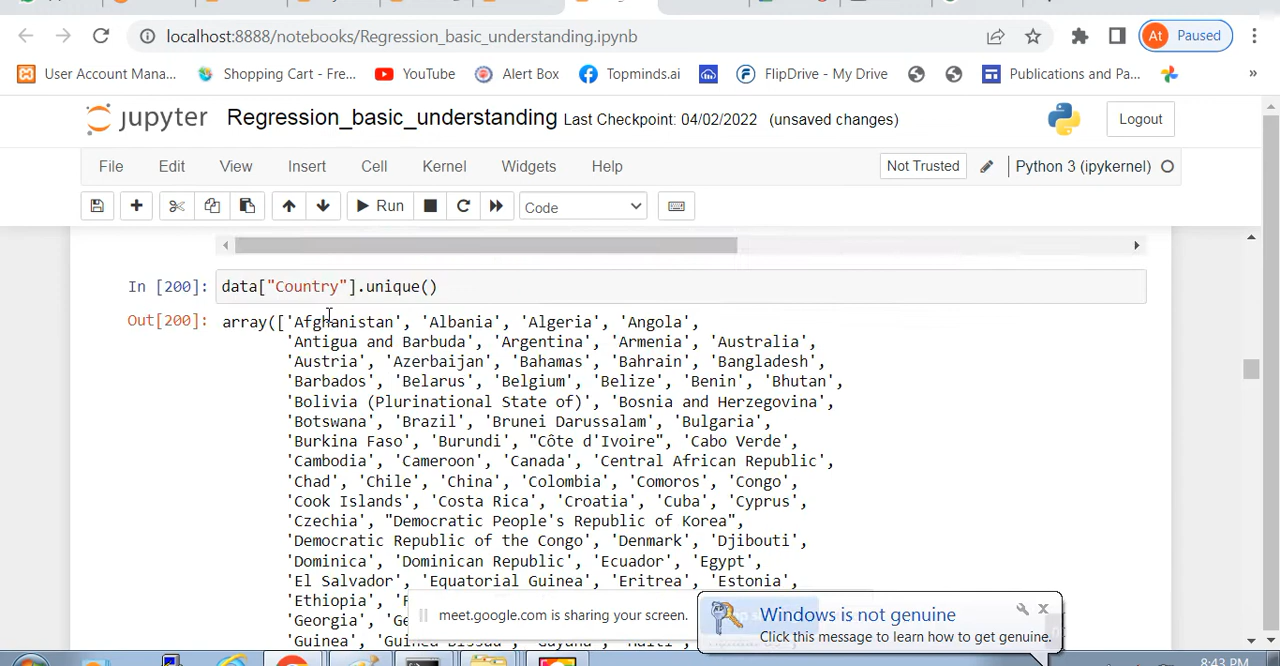 localhost:8888/notebooks/Regression_basic_understanding.ipynb
At Paused
User Account Mana... Shopping Cart - Fre... YouTube Alert Box Topminds.ai FlipDrive - My Drive Publications and Pa... »
jupyter Regression_basic_understanding Last Checkpoint: 04/02/2022 (unsaved changes) Logout
File Edit View Insert Cell Kernel Widgets Help Not Trusted Python 3 (ipykernel)
Run Code
In [200]: data["Country"].unique()
Out[200]: array(['Afghanistan', 'Albania', 'Algeria', 'Angola',
'Antigua and Barbuda', 'Argentina', 'Armenia', 'Australia',
'Austria', 'Azerbaijan', 'Bahamas', 'Bahrain', 'Bangladesh',
'Barbados', 'Belarus', 'Belgium', 'Belize', 'Benin', 'Bhutan',
'Bolivia (Plurinational State of)', 'Bosnia and Herzegovina',
'Botswana', 'Brazil', 'Brunei Darussalam', 'Bulgaria',
'Burkina Faso', 'Burundi', "Côte d'Ivoire", 'Cabo Verde',
'Cambodia', 'Cameroon', 'Canada', 'Central African Republic',
'Chad', 'Chile', 'China', 'Colombia', 'Comoros', 'Congo',
'Cook Islands', 'Costa Rica', 'Croatia', 'Cuba', 'Cyprus',
'Czechia', "Democratic People's Republic of Korea",
'Democratic Republic of the Congo', 'Denmark', 'Djibouti',
'Dominica', 'Dominican Republic', 'Ecuador', 'Egypt',
'El Salvador', 'Equatorial Guinea', 'Eritrea', 'Estonia',
'Ethiopia',
'Georgia',
'Guinea',
meet.google.com is sharing your screen.
Windows is not genuine
Click this message to learn how to get genuine.
8:43 PM